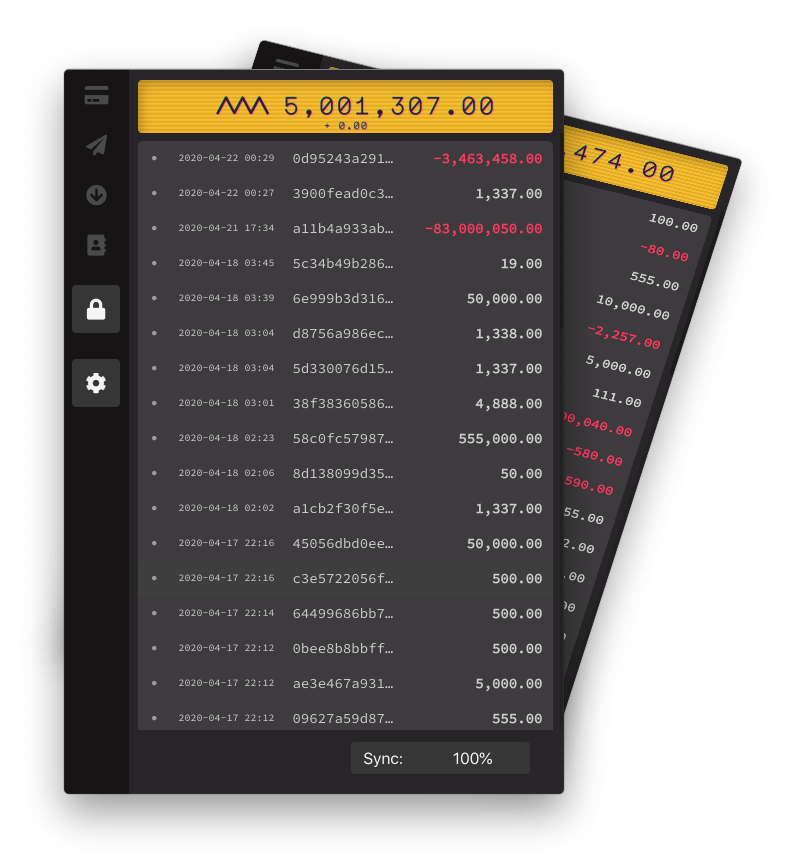 5,001,307.00
+ 0.00
2020-04-22 00:29 0d95243a291… -3,463,458.00
2020-04-22 00:27 3900fead0c3… 1,337.00
2020-04-21 17:34 a11b4a933ab… -83,000,050.00
2020-04-18 03:45 5c34b49b286… 19.00
2020-04-18 03:39 6e999b3d316… 50,000.00
2020-04-18 03:04 d8756a986ec… 1,338.00
2020-04-18 03:04 5d330076d15… 1,337.00
2020-04-18 03:01 38f38360586… 4,888.00
2020-04-18 02:23 58c0fc57987… 555,000.00
2020-04-18 02:06 8d138099d35… 50.00
2020-04-18 02:02 a1cb2f30f5e… 1,337.00
2020-04-17 22:16 45056dbd0ee… 50,000.00
2020-04-17 22:16 c3e5722056f… 500.00
2020-04-17 22:14 64499686bb7… 500.00
2020-04-17 22:12 0bee8b8bbff… 500.00
2020-04-17 22:12 ae3e467a931… 5,000.00
2020-04-17 22:12 09627a59d87… 555.00
Sync: 100%
,474.00
100.00
-80.00
555.00
10,000.00
-2,257.00
5,000.00
111.00
0,040.00
-580.00
590.00
55.00
2.00
.00
00